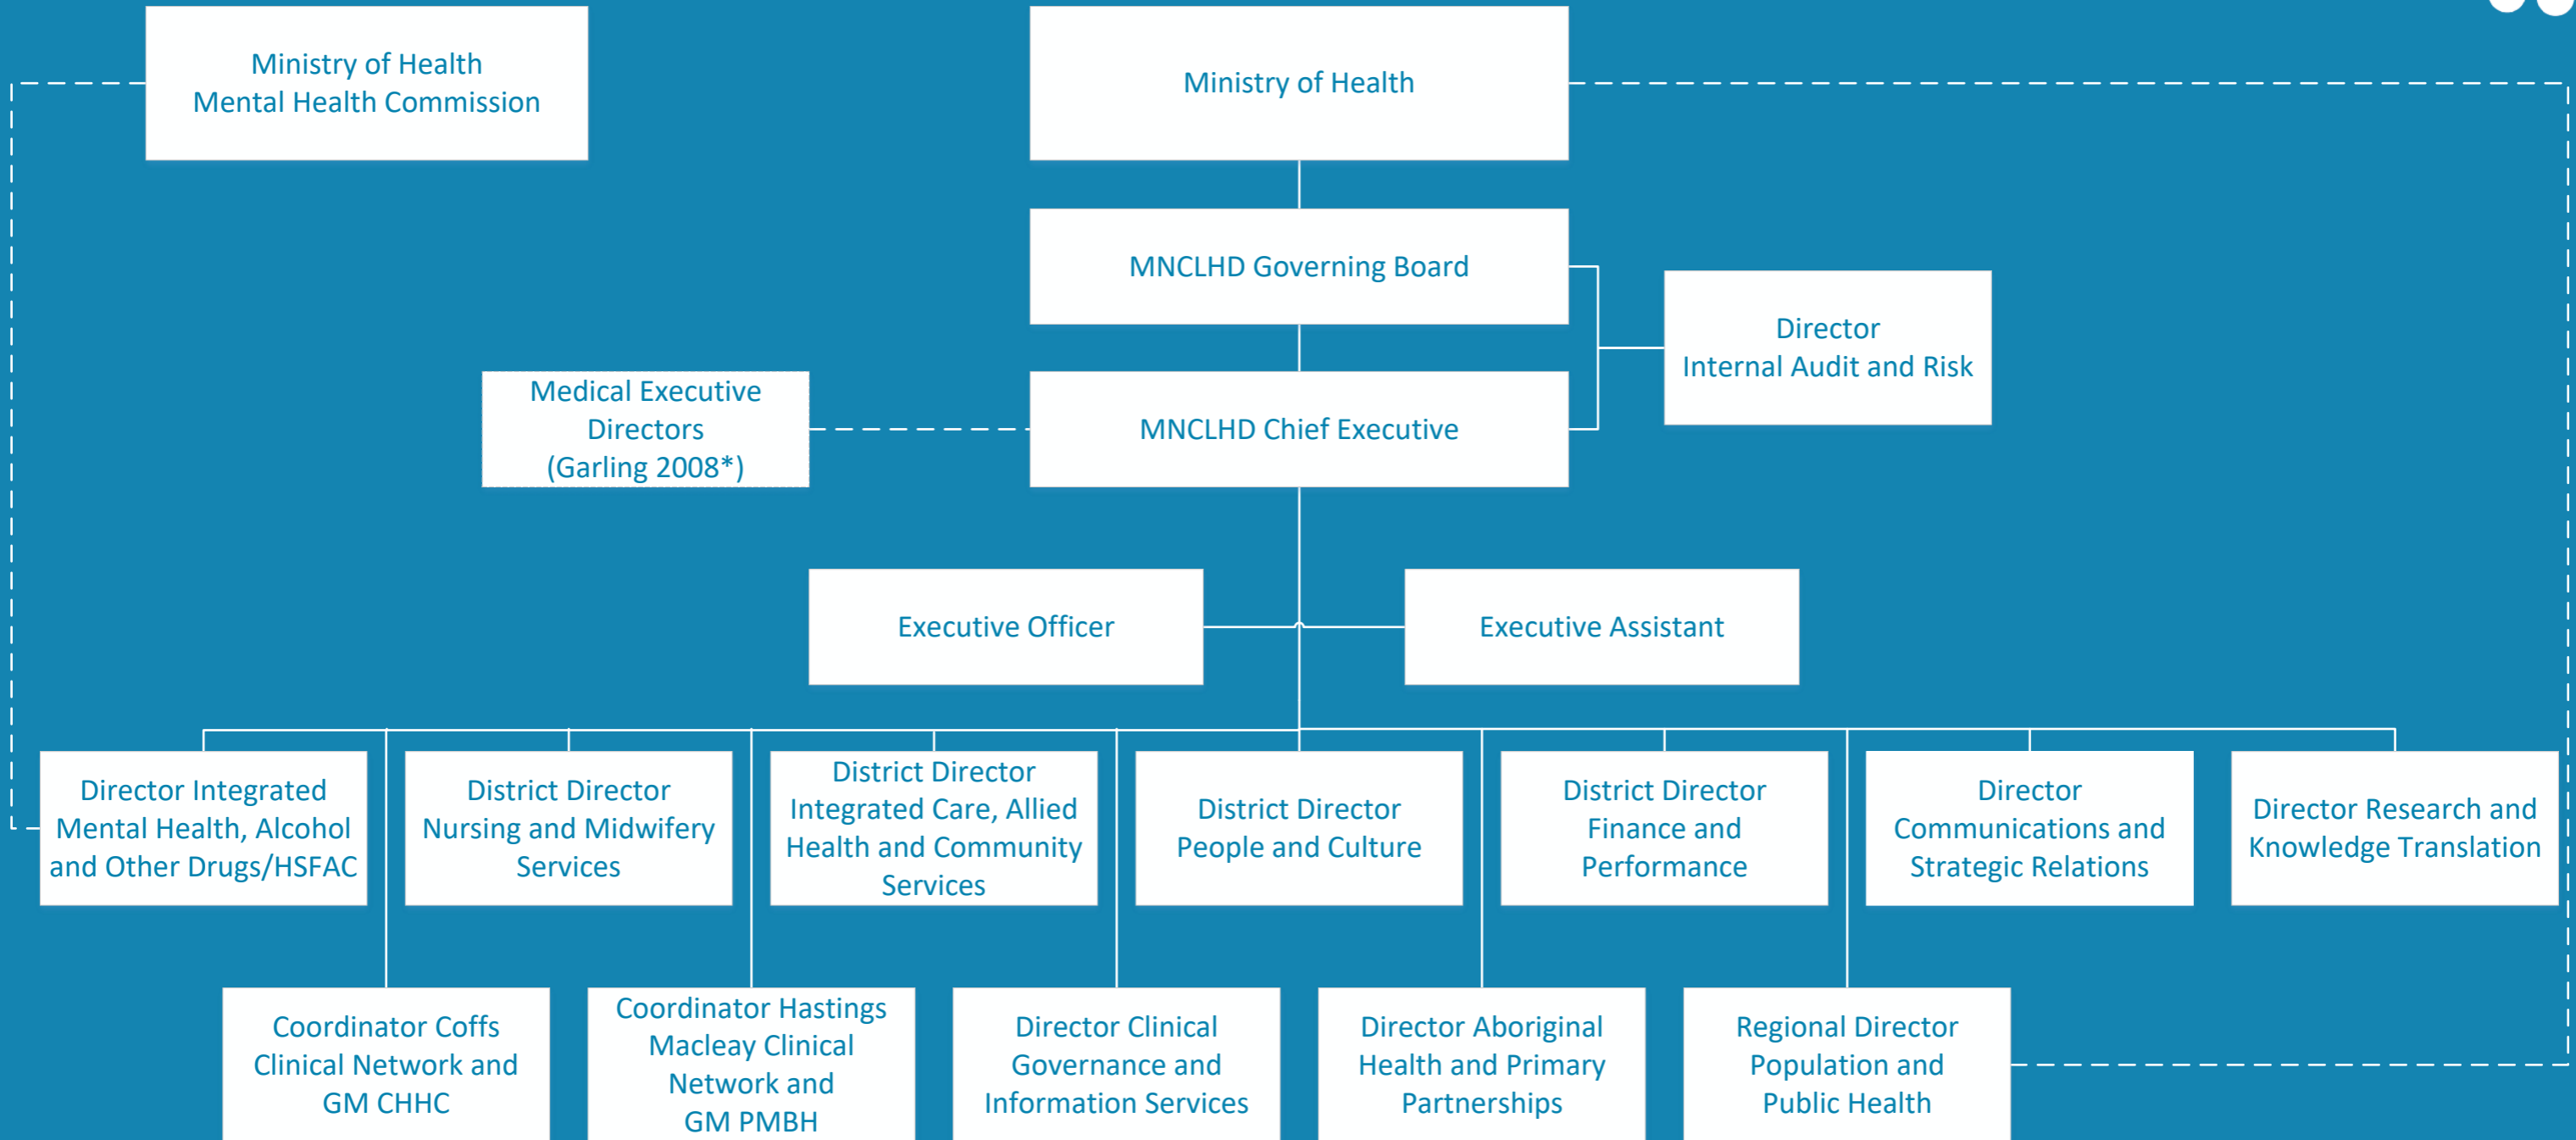 Ministry of Health
Mental Health Commission
Ministry of Health
MNCLHD Governing Board
Director
Internal Audit and Risk
Medical Executive
Directors
(Garling 2008*)
MNCLHD Chief Executive
Executive Officer
Executive Assistant
Director Integrated
Mental Health, Alcohol
and Other Drugs/HSFAC
District Director
Nursing and Midwifery
Services
District Director
Integrated Care, Allied
Health and Community
Services
District Director
People and Culture
District Director
Finance and
Performance
Director
Communications and
Strategic Relations
Director Research and
Knowledge Translation
Coordinator Coffs
Clinical Network and
GM CHHC
Coordinator Hastings
Macleay Clinical
Network and
GM PMBH
Director Clinical
Governance and
Information Services
Director Aboriginal
Health and Primary
Partnerships
Regional Director
Population and
Public Health